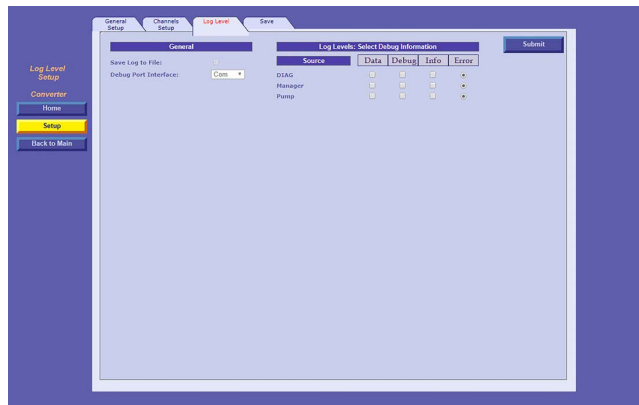 General Setup
Channels Setup
Log Level
Save
Log Level Setup
Converter
Home
Setup
Back to Main
General
Save Log to File:
Debug Port Interface: Com
Log Levels: Select Debug Information
Source Data Debug Info Error
DIAG
Manager
Pump
Submit